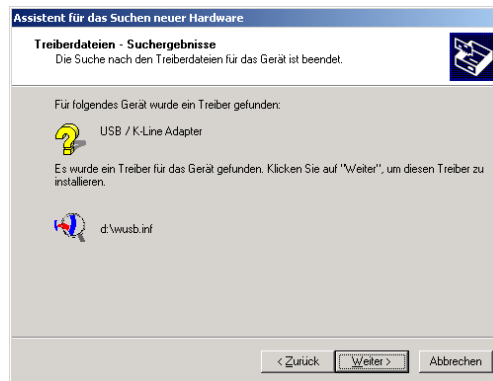 Assistent für das Suchen neuer Hardware
Treiberdateien - Suchergebnisse
Die Suche nach den Treiberdateien für das Gerät ist beendet.
Für folgendes Gerät wurde ein Treiber gefunden:
USB / K-Line Adapter
Es wurde ein Treiber für das Gerät gefunden. Klicken Sie auf "Weiter", um diesen Treiber zu
installieren.
d:\wusb.inf
< Zurück
Weiter >
Abbrechen